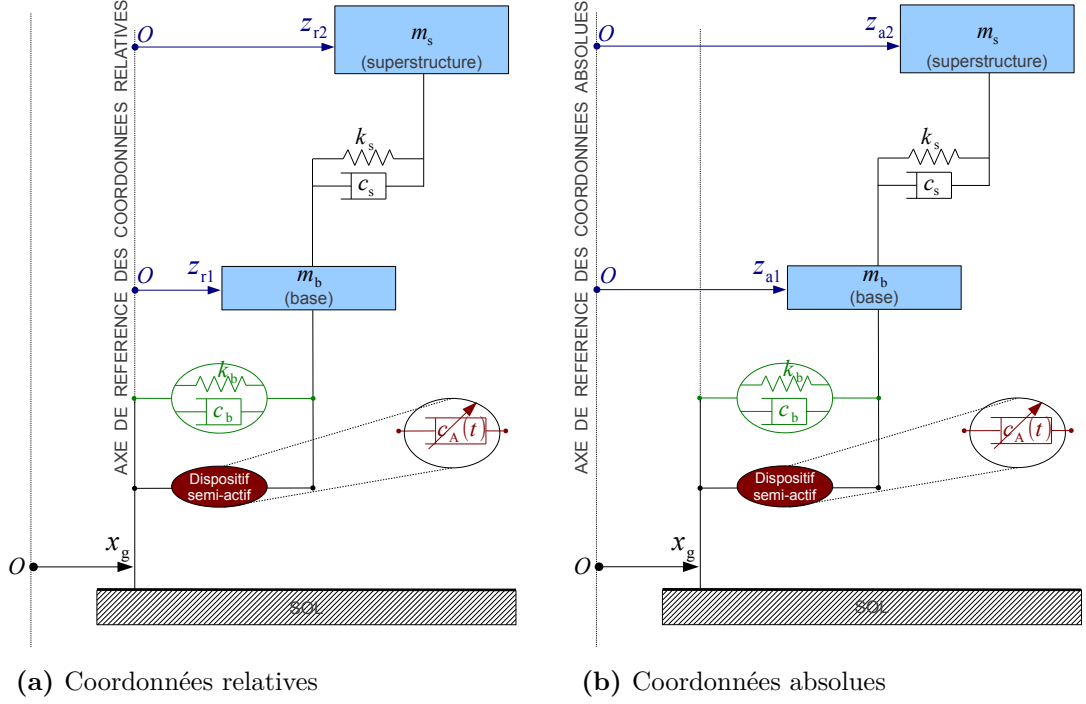 AXE DE REFERENCE DES COORDONNEES RELATIVES
O
z_r2
m_s
(superstructure)
k_s
c_s
O
z_r1
m_b
(base)
k_b
c_b
c_A(t)
Dispositif
semi-actif
O
x_g
SOL
(a) Coordonnées relatives
AXE DE REFERENCE DES COORDONNEES ABSOLUES
O
z_a2
m_s
(superstructure)
k_s
c_s
O
z_a1
m_b
(base)
k_b
c_b
c_A(t)
Dispositif
semi-actif
O
x_g
SOL
(b) Coordonnées absolues